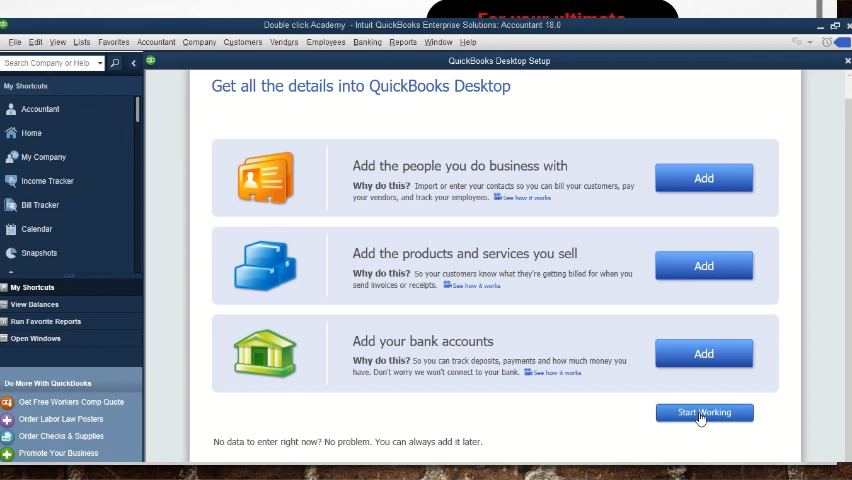 For your ultimate
Double click Academy - Intuit QuickBooks Enterprise Solutions: Accountant 18.0
File Edit View Lists Favorites Accountant Company Customers Vendors Employees Banking Reports Window Help
Search Company or Help
QuickBooks Desktop Setup
My Shortcuts
Accountant
Home
My Company
Income Tracker
Bill Tracker
Calendar
Snapshots
My Shortcuts
View Balances
Run Favorite Reports
Open Windows
Do More With QuickBooks
Get Free Workers Comp Quote
Order Labor Law Posters
Order Checks & Supplies
Promote Your Business
Get all the details into QuickBooks Desktop
Add the people you do business with
Why do this? Import or enter your contacts so you can bill your customers, pay
your vendors, and track your employees. See how it works
Add
Add the products and services you sell
Why do this? So your customers know what they're getting billed for when you
send invoices or receipts. See how it works
Add
Add your bank accounts
Why do this? So you can track deposits, payments and how much money you
have. Don't worry we won't connect to your bank. See how it works
Add
Start Working
No data to enter right now? No problem. You can always add it later.